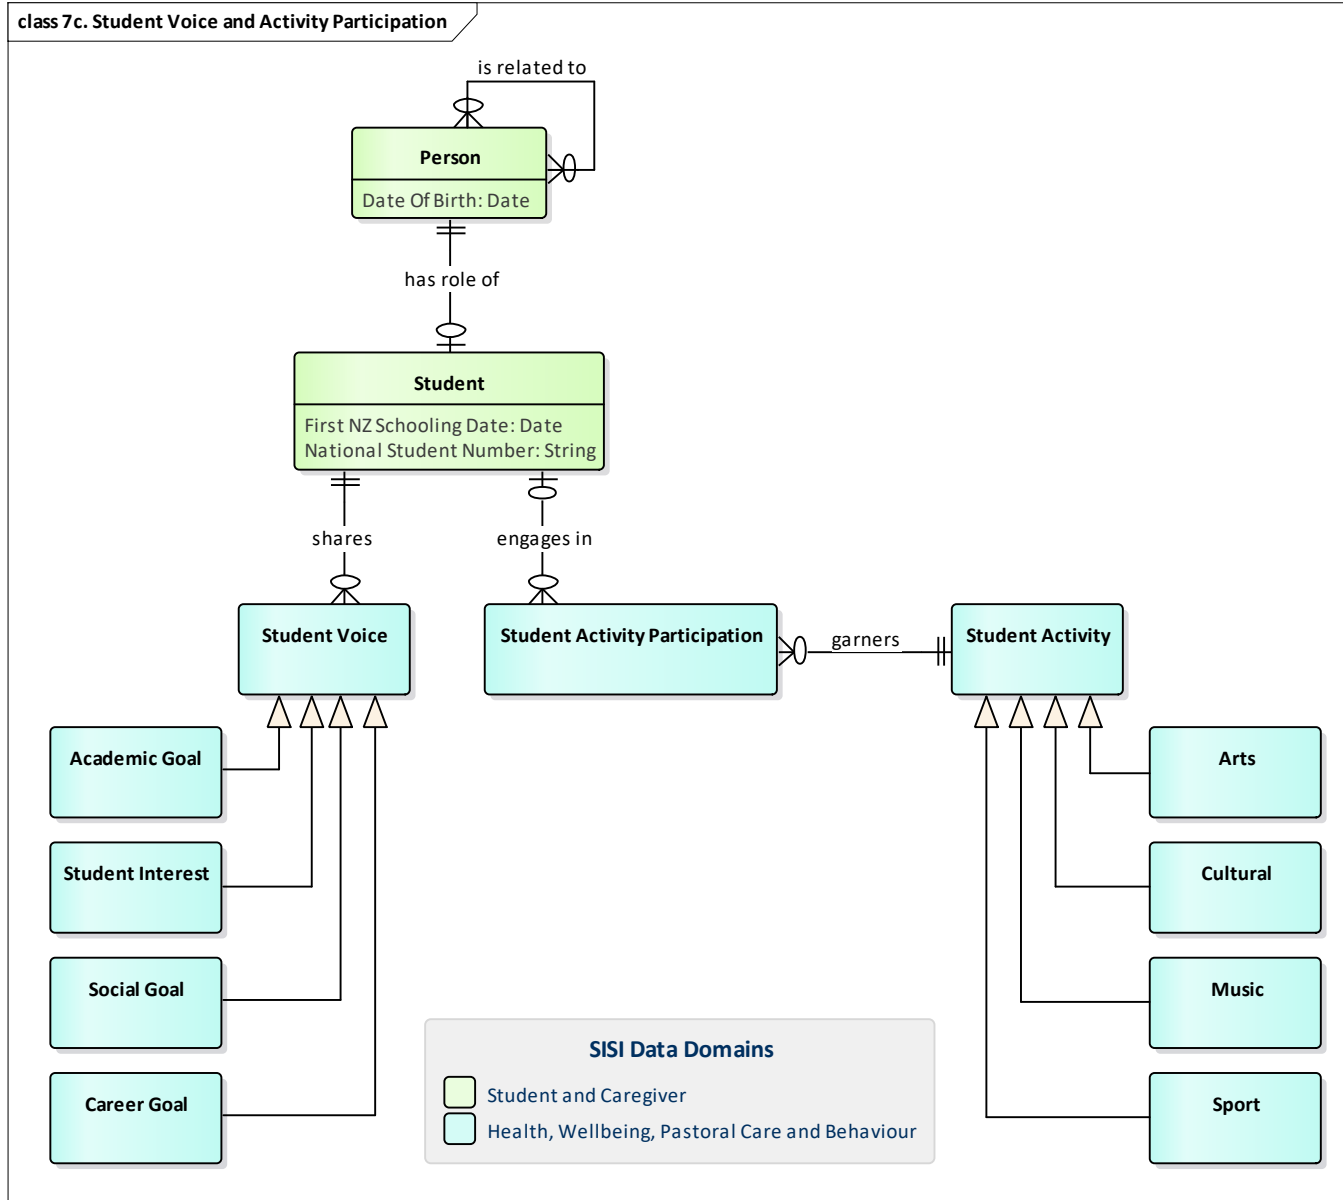 class 7c. Student Voice and Activity Participation
is related to
Person
Date Of Birth: Date
has role of
Student
First NZ Schooling Date: Date
National Student Number: String
shares
engages in
Student Voice
Student Activity Participation
garners
Student Activity
Academic Goal
Arts
Student Interest
Cultural
Social Goal
Music
Career Goal
Sport
SISI Data Domains
Student and Caregiver
Health, Wellbeing, Pastoral Care and Behaviour